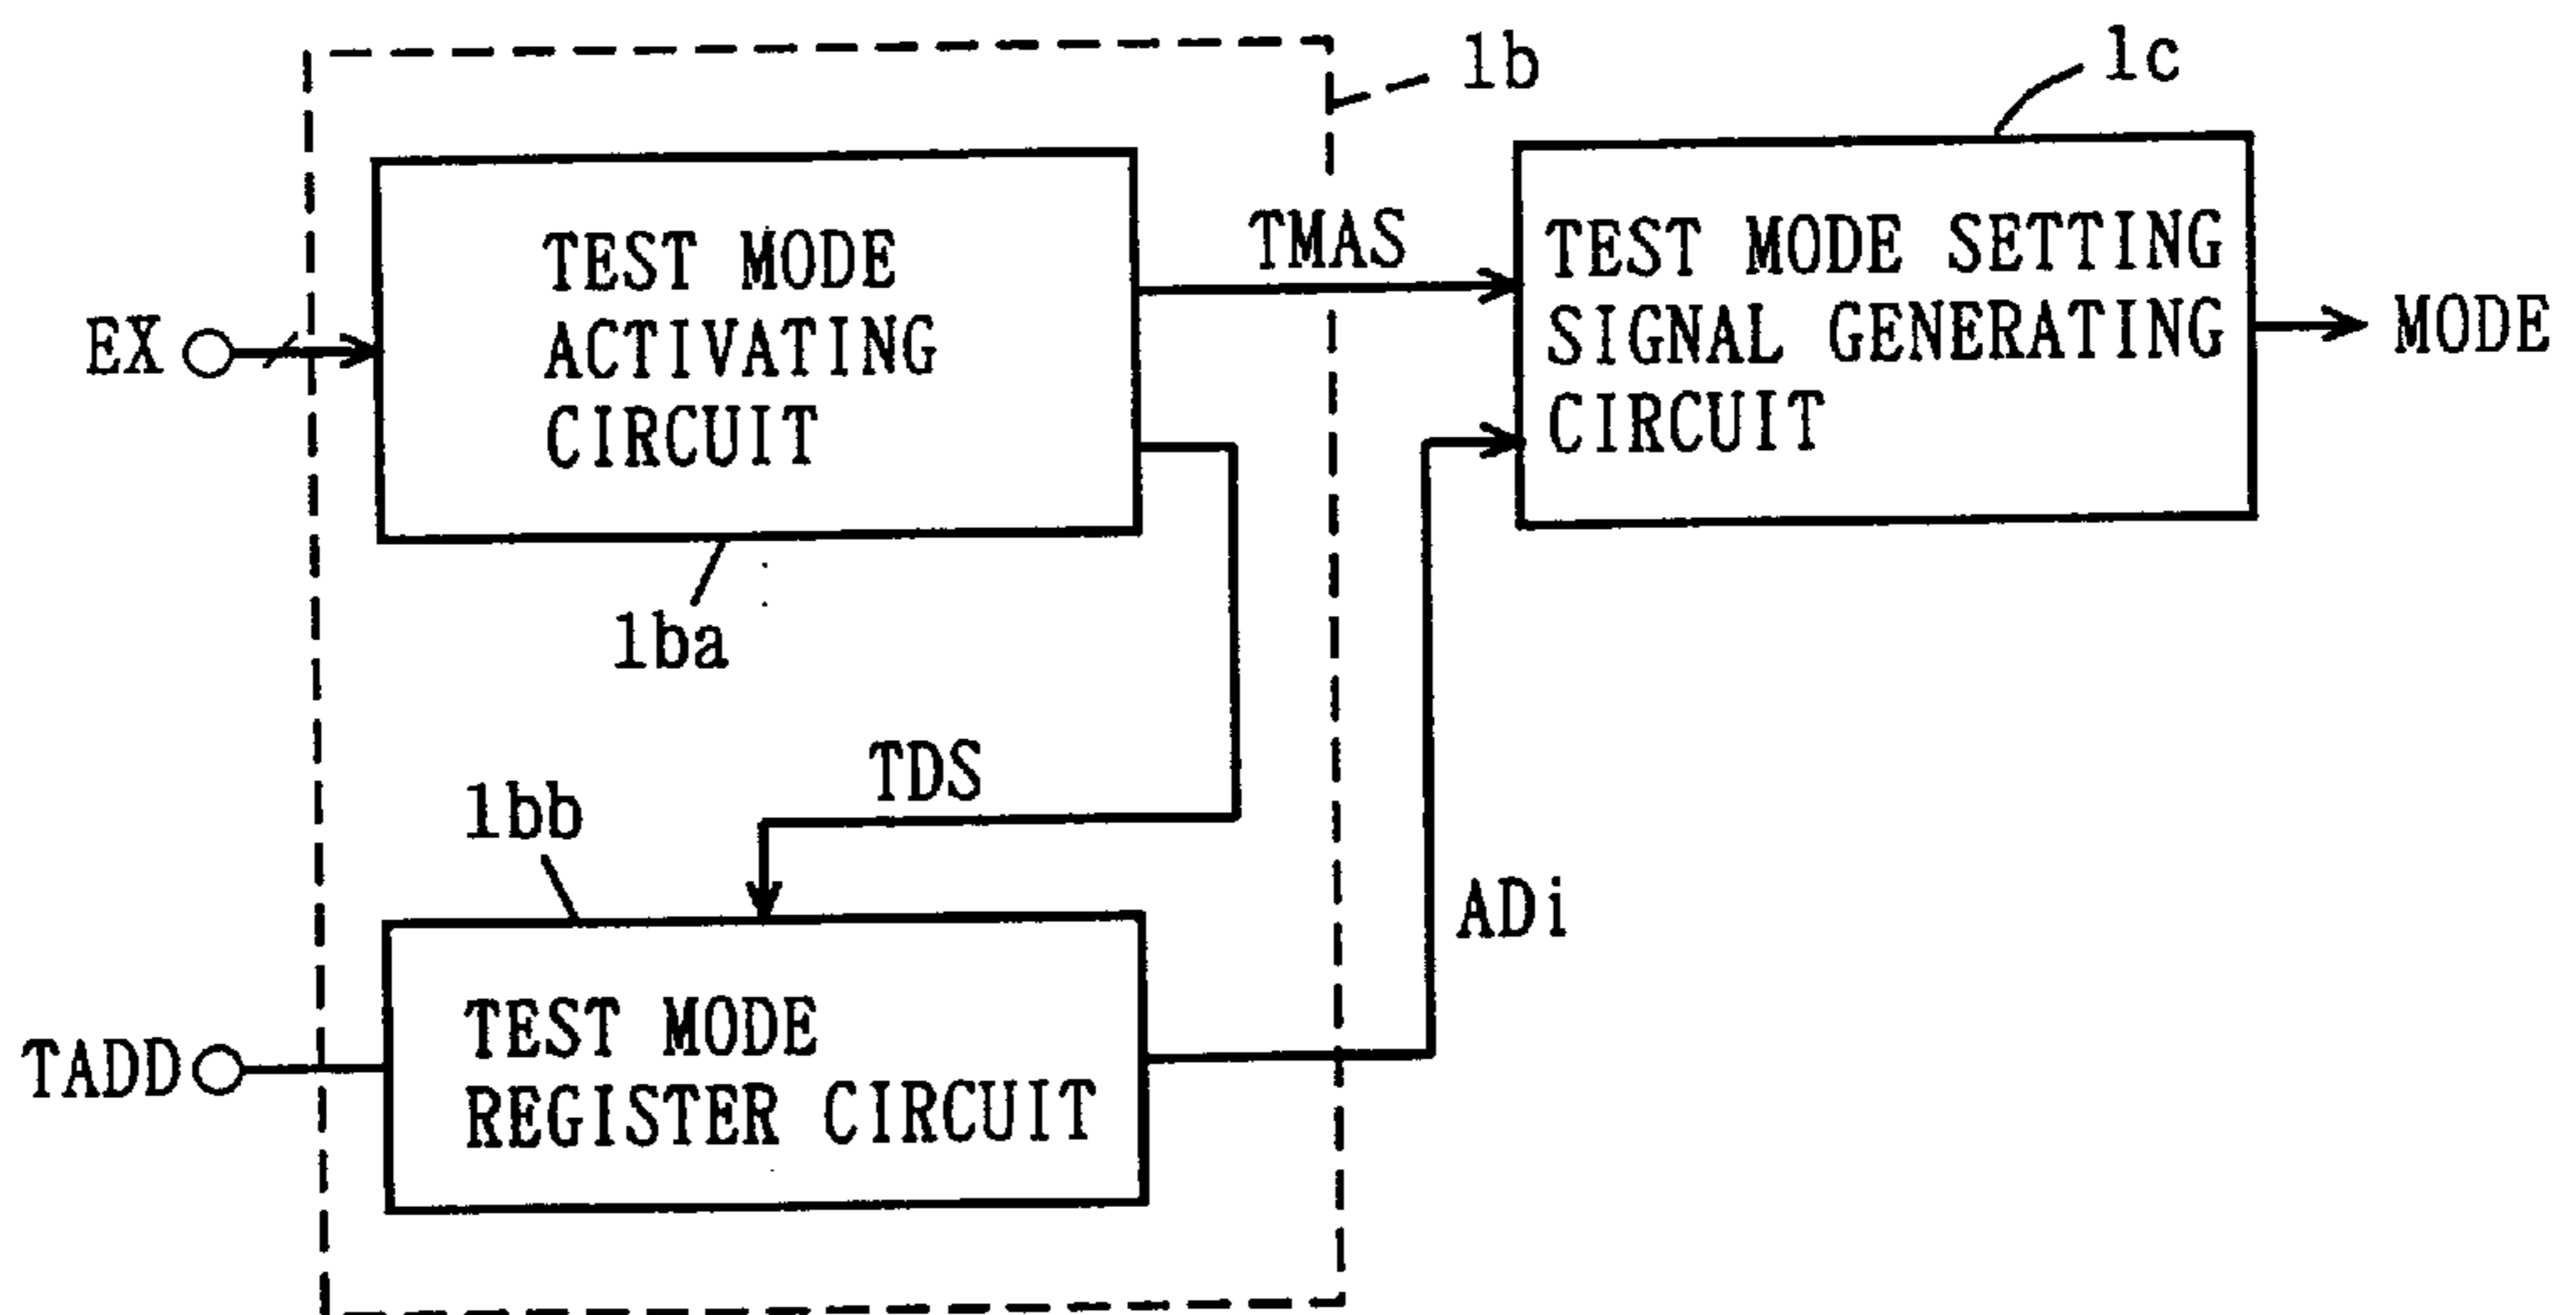 1b
1c
TEST MODE
ACTIVATING
CIRCUIT
TMAS
TEST MODE SETTING
SIGNAL GENERATING
CIRCUIT
EX
MODE
1ba
TDS
1bb
ADi
TADD
TEST MODE
REGISTER CIRCUIT